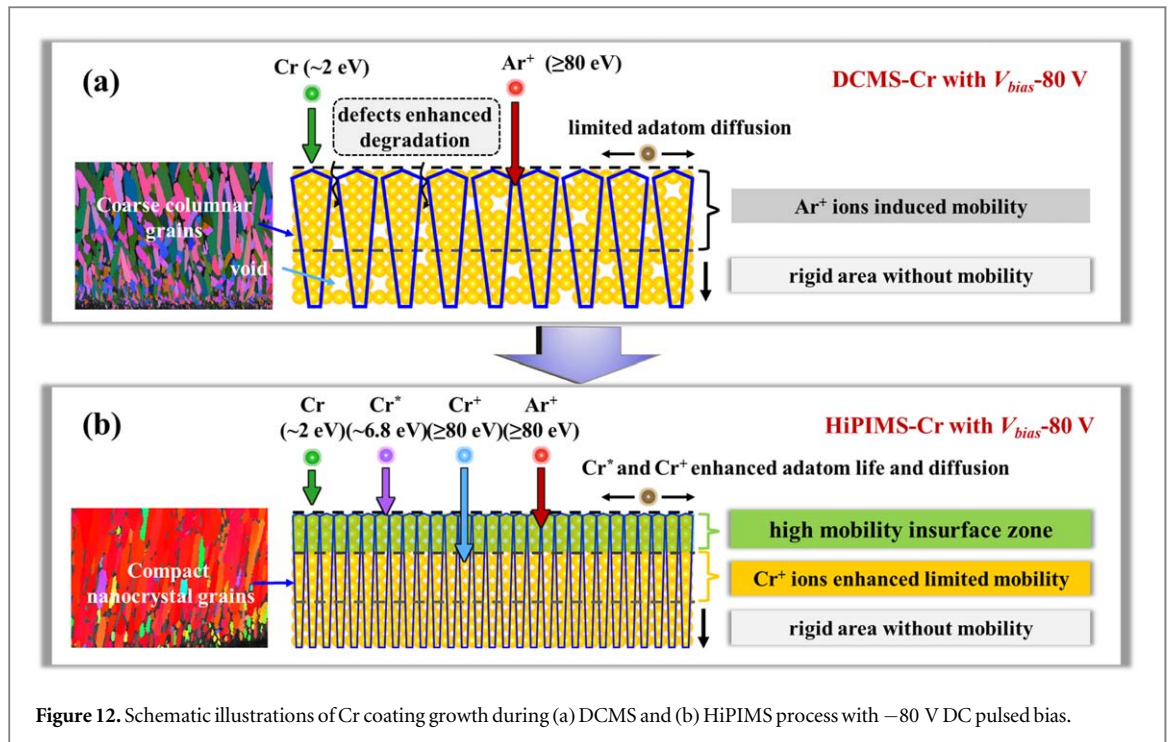 (a)
Cr (~2 eV)
Ar⁺ (≥80 eV)
DCMS-Cr with V_bias-80 V
defects enhanced
degradation
limited adatom diffusion
Coarse columnar
grains
void
Ar⁺ ions induced mobility
rigid area without mobility
(b)
Cr Cr* Cr⁺ Ar⁺
(~2 eV)(~6.8 eV)(≥80 eV)(≥80 eV)
HiPIMS-Cr with V_bias-80 V
Cr* and Cr⁺ enhanced adatom life and diffusion
Compact
nanocrystal grains
high mobility insurface zone
Cr⁺ ions enhanced limited mobility
rigid area without mobility
Figure 12. Schematic illustrations of Cr coating growth during (a) DCMS and (b) HiPIMS process with −80 V DC pulsed bias.